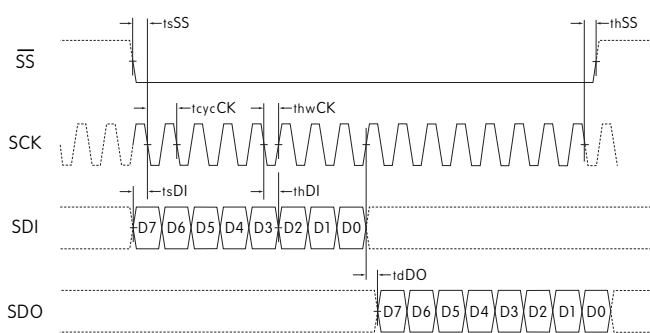 tsSS
thSS
SS
tcycCK
thwCK
SCK
tsDI
thDI
SDI
D7 D6 D5 D4 D3 D2 D1 D0
tdDO
SDO
D7 D6 D5 D4 D3 D2 D1 D0